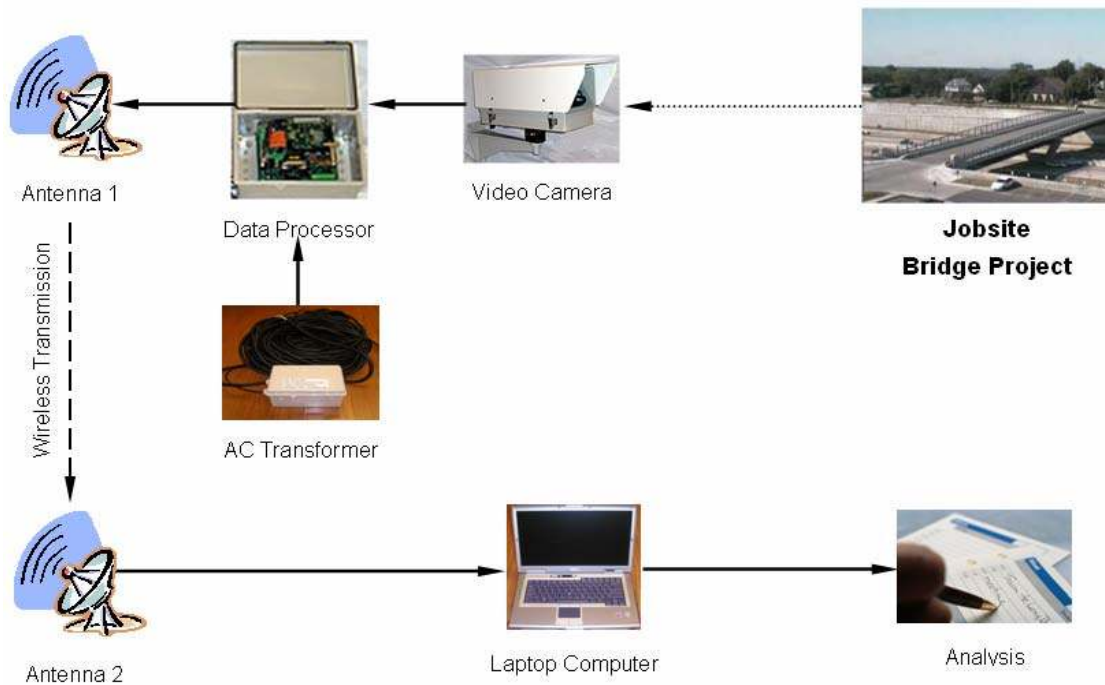 Antenna 1
Data Processor
Video Camera
Jobsite
Bridge Project
Wireless Transmission
AC Transformer
Antenna 2
Laptop Computer
Analysis